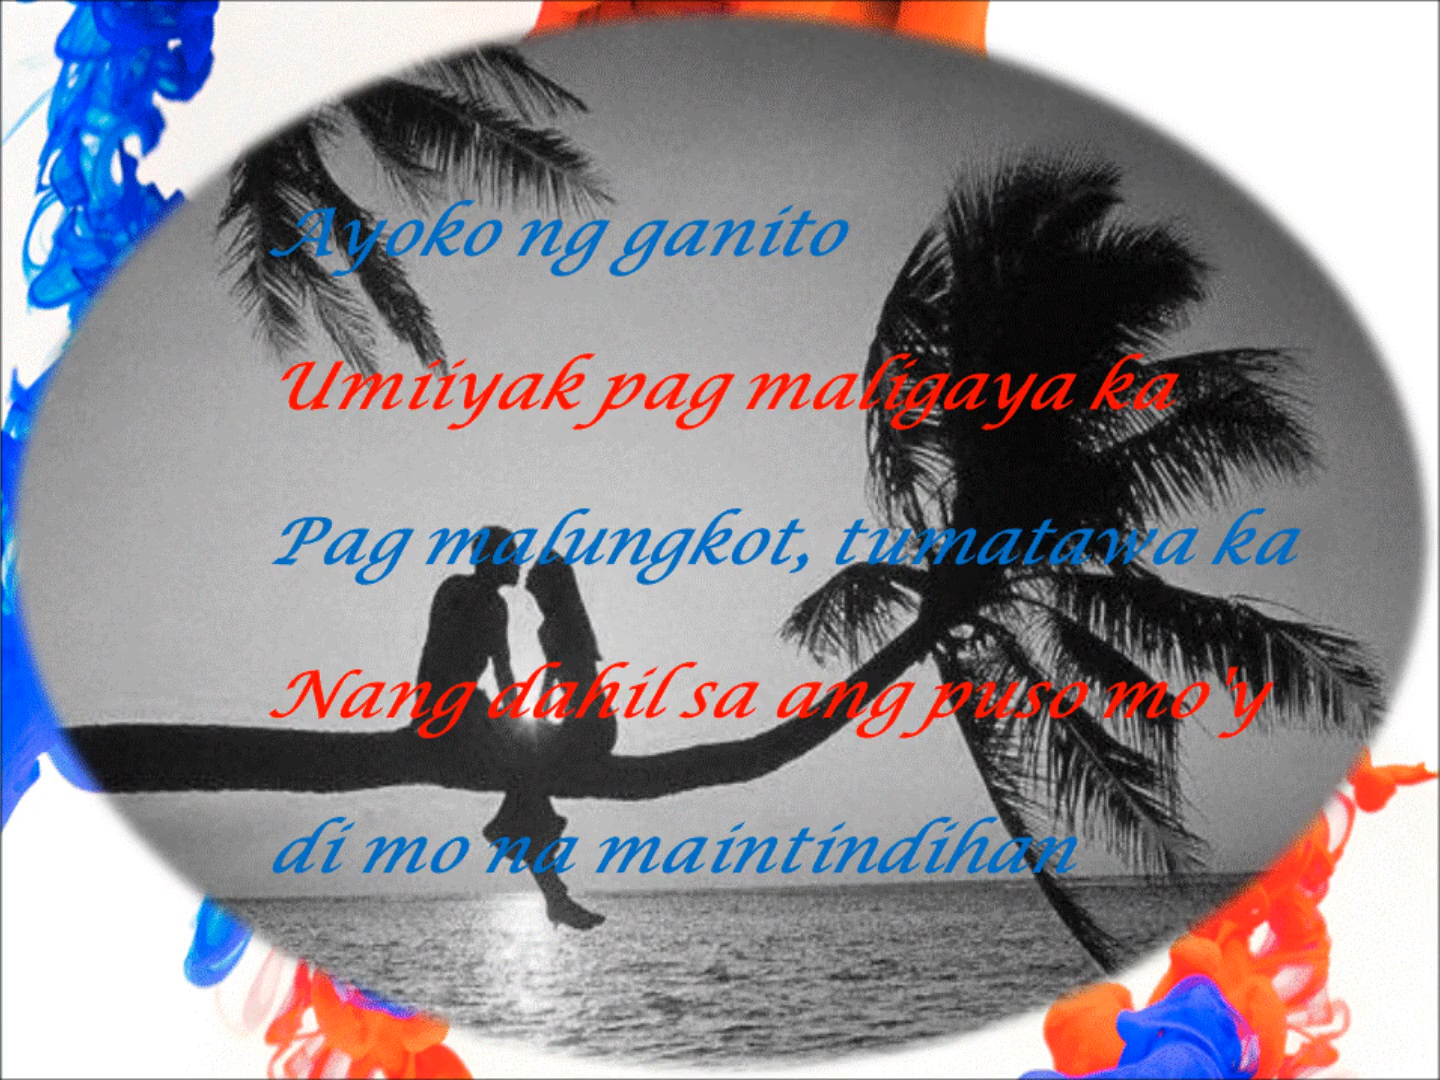 Ayoko ng ganito
Umiiyak pag maligaya ka
Pag malungkot, tumatawa ka
Nang dahil sa ang puso mo'y
di mo na maintindihan